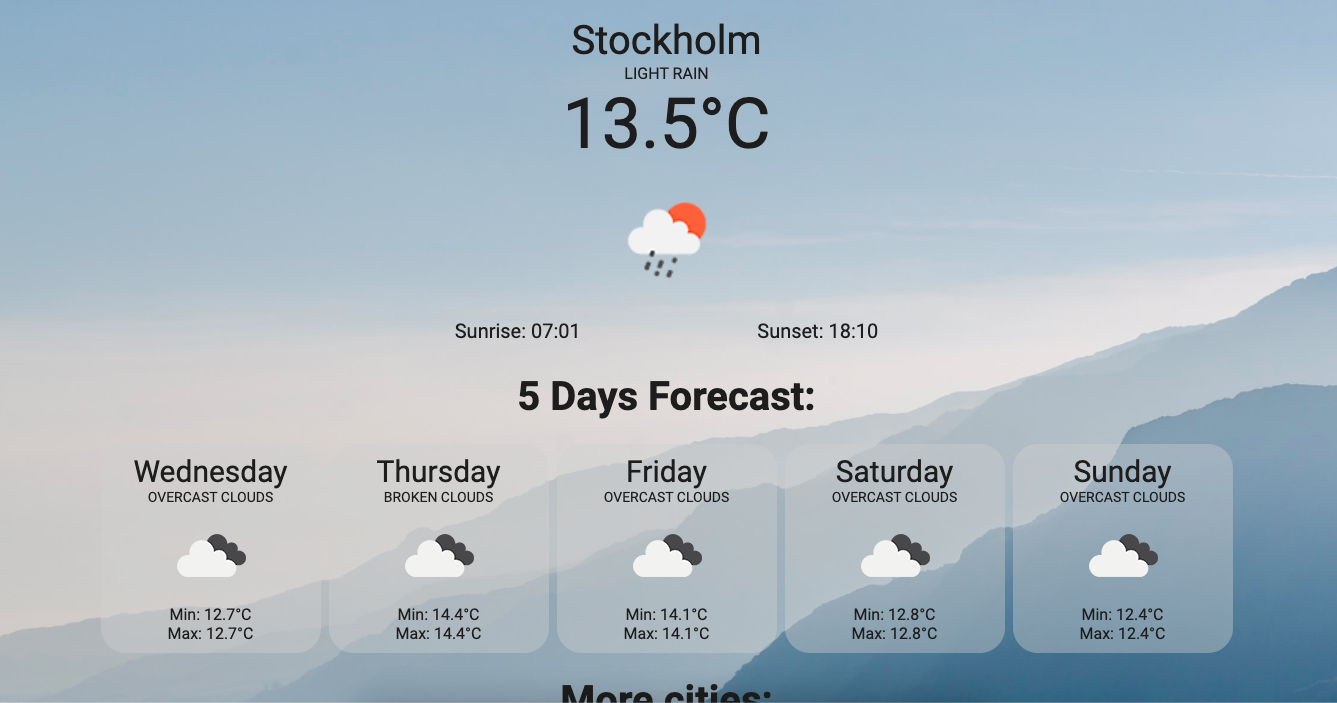 Stockholm
LIGHT RAIN
13.5°C
Sunrise: 07:01
Sunset: 18:10
5 Days Forecast:
Wednesday
OVERCAST CLOUDS
Min: 12.7°C
Max: 12.7°C
Thursday
BROKEN CLOUDS
Min: 14.4°C
Max: 14.4°C
Friday
OVERCAST CLOUDS
Min: 14.1°C
Max: 14.1°C
Saturday
OVERCAST CLOUDS
Min: 12.8°C
Max: 12.8°C
Sunday
OVERCAST CLOUDS
Min: 12.4°C
Max: 12.4°C
More cities: